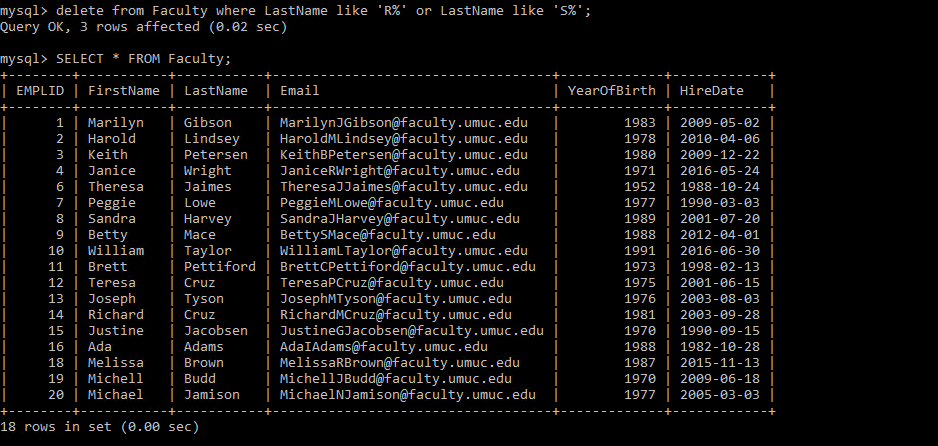 mysql> delete from Faculty where LastName like 'R%' or LastName like 'S%';
Query OK, 3 rows affected (0.02 sec)
mysql> SELECT * FROM Faculty;
+--------+-----------+-----------+-----------------------------------+-------------+------------+
| EMPLID | FirstName | LastName | Email | YearOfBirth | HireDate |
+--------+-----------+-----------+-----------------------------------+-------------+------------+
| 1 | Marilyn | Gibson | MarilynJGibson@faculty.umuc.edu | 1983 | 2009-05-02 |
| 2 | Harold | Lindsey | HaroldMLindsey@faculty.umuc.edu | 1978 | 2010-04-06 |
| 3 | Keith | Petersen | KeithBPetersen@faculty.umuc.edu | 1980 | 2009-12-22 |
| 4 | Janice | Wright | JaniceRWright@faculty.umuc.edu | 1971 | 2016-05-24 |
| 6 | Theresa | Jaimes | TheresaJJaimes@faculty.umuc.edu | 1952 | 1988-10-24 |
| 7 | Peggie | Lowe | PeggieMLowe@faculty.umuc.edu | 1977 | 1990-03-03 |
| 8 | Sandra | Harvey | SandraJHarvey@faculty.umuc.edu | 1989 | 2001-07-20 |
| 9 | Betty | Mace | BettySMace@faculty.umuc.edu | 1988 | 2012-04-01 |
| 10 | William | Taylor | WilliamLTaylor@faculty.umuc.edu | 1991 | 2016-06-30 |
| 11 | Brett | Pettiford | BrettCPettiford@faculty.umuc.edu | 1973 | 1998-02-13 |
| 12 | Teresa | Cruz | TeresaPCruz@faculty.umuc.edu | 1975 | 2001-06-15 |
| 13 | Joseph | Tyson | JosephMTyson@faculty.umuc.edu | 1976 | 2003-08-03 |
| 14 | Richard | Cruz | RichardMCruz@faculty.umuc.edu | 1981 | 2003-09-28 |
| 15 | Justine | Jacobsen | JustineGJacobsen@faculty.umuc.edu | 1970 | 1990-09-15 |
| 16 | Ada | Adams | AdaIAdams@faculty.umuc.edu | 1988 | 1982-10-28 |
| 18 | Melissa | Brown | MelissaRBrown@faculty.umuc.edu | 1987 | 2015-11-13 |
| 19 | Michell | Budd | MichellJBudd@faculty.umuc.edu | 1970 | 2009-06-18 |
| 20 | Michael | Jamison | MichaelNJamison@faculty.umuc.edu | 1977 | 2005-03-03 |
+--------+-----------+-----------+-----------------------------------+-------------+------------+
18 rows in set (0.00 sec)